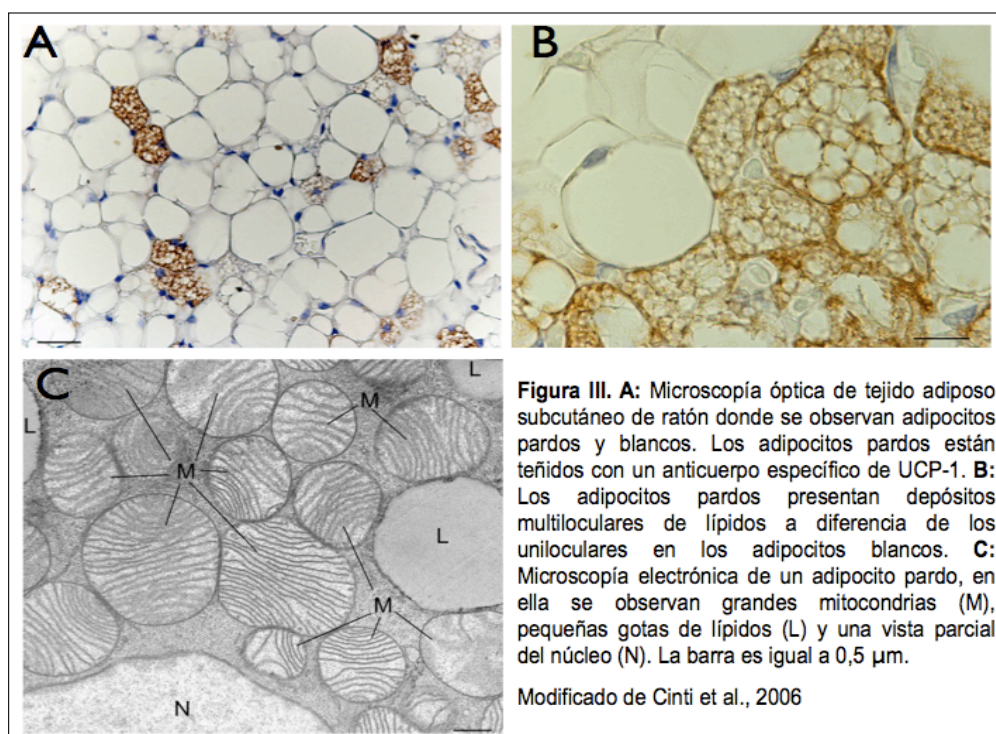 A
B
C
L
L
M
M
L
M
N
Figura III. A: Microscopía óptica de tejido adiposo
subcutáneo de ratón donde se observan adipocitos
pardos y blancos. Los adipocitos pardos están
teñidos con un anticuerpo específico de UCP-1. B:
Los adipocitos pardos presentan depósitos
multiloculares de lípidos a diferencia de los
uniloculares en los adipocitos blancos. C:
Microscopía electrónica de un adipocito pardo, en
ella se observan grandes mitocondrias (M),
pequeñas gotas de lípidos (L) y una vista parcial
del núcleo (N). La barra es igual a 0,5 µm.
Modificado de Cinti et al., 2006